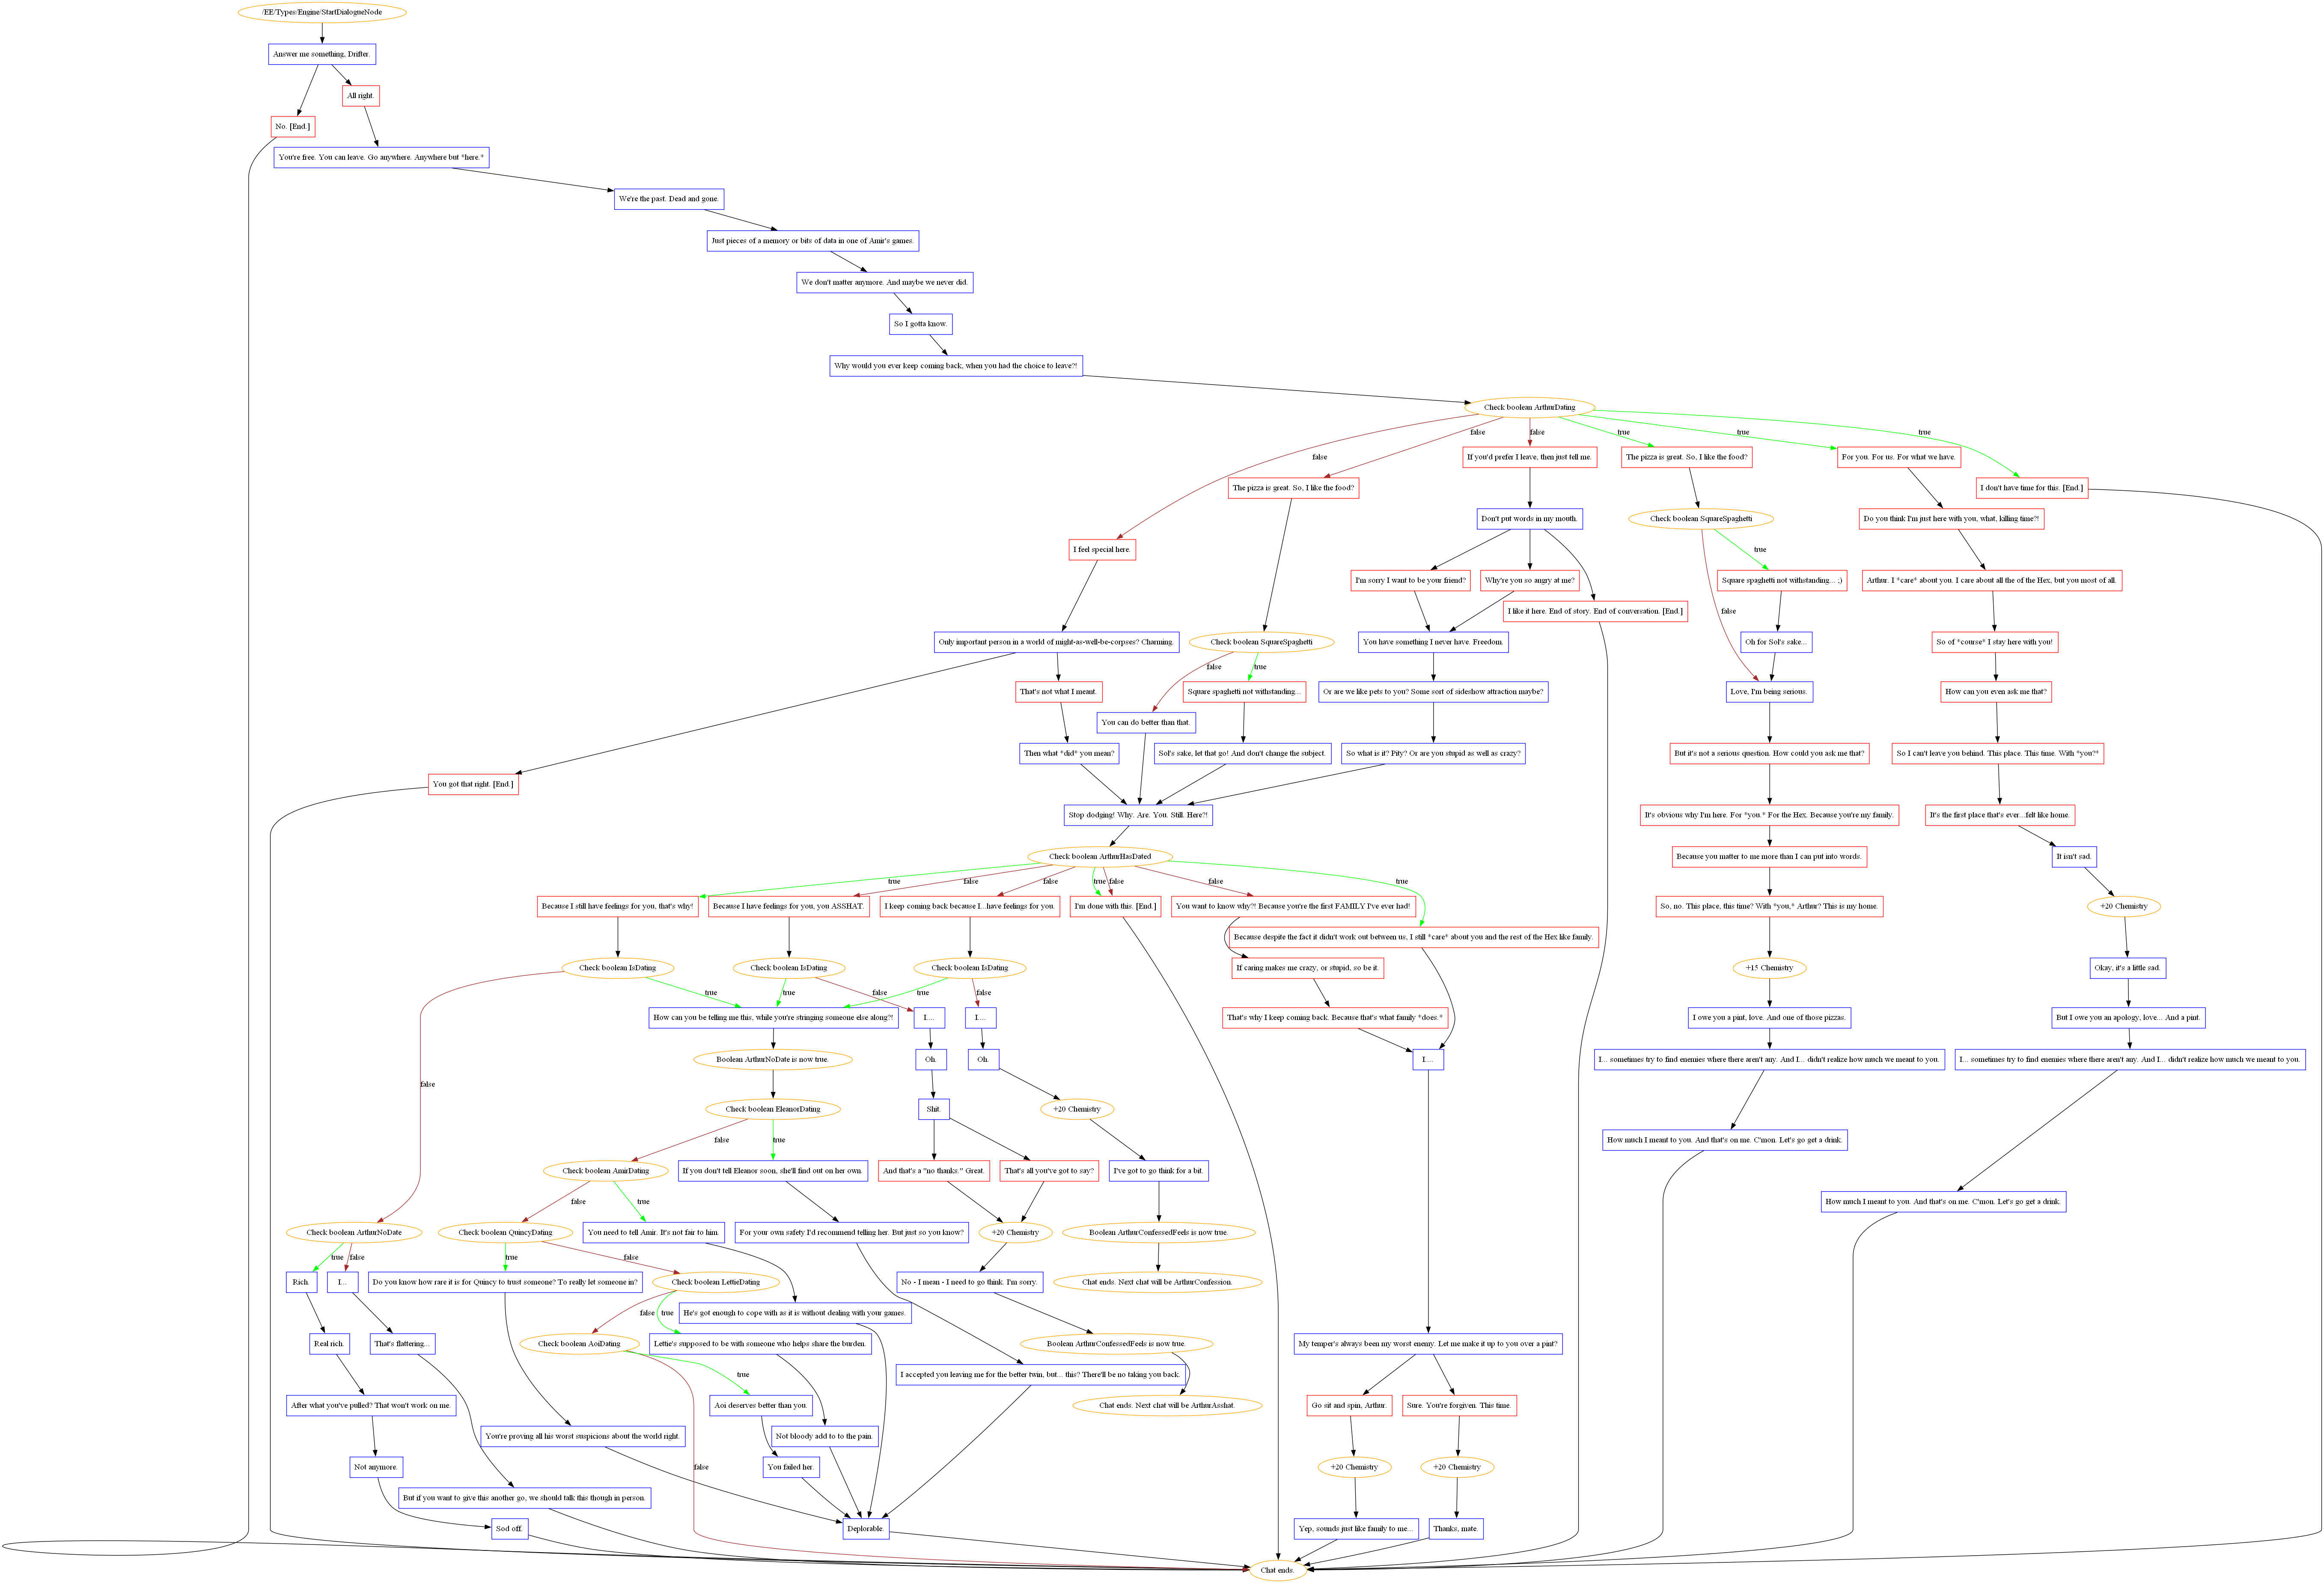 /EE/Types/Engine/StartDialogueNode
Answer me something, Drifter.
All right.
No. [End.]
You're free. You can leave. Go anywhere. Anywhere but *here.*
We're the past. Dead and gone.
Just pieces of a memory or bits of data in one of Amir's games.
We don't matter anymore. And maybe we never did.
So I gotta know.
Why would you ever keep coming back, when you had the choice to leave?!
Check boolean ArthurDating
false
false
false
true
true
true
If you'd prefer I leave, then just tell me.
The pizza is great. So, I like the food?
For you. For us. For what we have.
The pizza is great. So, I like the food?
I don't have time for this. [End.]
Don't put words in my mouth.
Check boolean SquareSpaghetti
Do you think I'm just here with you, what, killing time?!
I feel special here.
true
I'm sorry I want to be your friend?
Why're you so angry at me?
Square spaghetti not withstanding... ;)
Arthur. I *care* about you. I care about all the of the Hex, but you most of all.
I like it here. End of story. End of conversation. [End.]
false
Only important person in a world of might-as-well-be-corpses? Charming.
Check boolean SquareSpaghetti
You have something I never have. Freedom.
Oh for Sol's sake...
So of *course* I stay here with you!
false
true
That's not what I meant.
Square spaghetti not withstanding...
Or are we like pets to you? Some sort of sideshow attraction maybe?
Love, I'm being serious.
How can you even ask me that?
You can do better than that.
Then what *did* you mean?
Sol's sake, let that go! And don't change the subject.
So what is it? Pity? Or are you stupid as well as crazy?
But it's not a serious question. How could you ask me that?
So I can't leave you behind. This place. This time. With *you?*
You got that right. [End.]
Stop dodging! Why. Are. You. Still. Here?!
It's obvious why I'm here. For *you.* For the Hex. Because you're my family.
It's the first place that's ever...felt like home.
Check boolean ArthurHasDated
Because you matter to me more than I can put into words.
It isn't sad.
true
false
false
true
false
false
true
Because I still have feelings for you, that's why!
Because I have feelings for you, you ASSHAT.
I keep coming back because I...have feelings for you.
I'm done with this. [End.]
You want to know why?! Because you're the first FAMILY I've ever had!
So, no. This place, this time? With *you,* Arthur? This is my home.
+20 Chemistry
Because despite the fact it didn't work out between us, I still *care* about you and the rest of the Hex like family.
Check boolean IsDating
Check boolean IsDating
Check boolean IsDating
If caring makes me crazy, or stupid, so be it.
+15 Chemistry
Okay, it's a little sad.
true
true
false
true
false
How can you be telling me this, while you're stringing someone else along?!
I....
I....
That's why I keep coming back. Because that's what family *does.*
I owe you a pint, love. And one of those pizzas.
But I owe you an apology, love... And a pint.
Boolean ArthurNoDate is now true.
Oh.
Oh.
I....
I... sometimes try to find enemies where there aren't any. And I... didn't realize how much we meant to you.
I... sometimes try to find enemies where there aren't any. And I... didn't realize how much we meant to you.
false
Check boolean EleanorDating
Shit.
+20 Chemistry
false
true
How much I meant to you. And that's on me. C'mon. Let's go get a drink.
Check boolean AmirDating
If you don't tell Eleanor soon, she'll find out on her own.
And that's a "no thanks." Great.
That's all you've got to say?
I've got to go think for a bit.
false
true
How much I meant to you. And that's on me. C'mon. Let's go get a drink.
Check boolean ArthurNoDate
Check boolean QuincyDating
You need to tell Amir. It's not fair to him.
For your own safety I'd recommend telling her. But just so you know?
+20 Chemistry
Boolean ArthurConfessedFeels is now true.
true
false
true
false
Rich.
I...
Do you know how rare it is for Quincy to trust someone? To really let someone in?
Check boolean LettieDating
No - I mean - I need to go think. I'm sorry.
Chat ends. Next chat will be ArthurConfession.
false
true
He's got enough to cope with as it is without dealing with your games.
Real rich.
That's flattering...
Check boolean AoiDating
Lettie's supposed to be with someone who helps share the burden.
Boolean ArthurConfessedFeels is now true.
My temper's always been my worst enemy. Let me make it up to you over a pint?
true
I accepted you leaving me for the better twin, but... this? There'll be no taking you back.
After what you've pulled? That won't work on me.
Aoi deserves better than you.
Chat ends. Next chat will be ArthurAsshat.
Go sit and spin, Arthur.
Sure. You're forgiven. This time.
You're proving all his worst suspicions about the world right.
Not bloody add to to the pain.
Not anymore.
false
You failed her.
+20 Chemistry
+20 Chemistry
But if you want to give this another go, we should talk this though in person.
Sod off.
Deplorable.
Yep, sounds just like family to me...
Thanks, mate.
Chat ends.